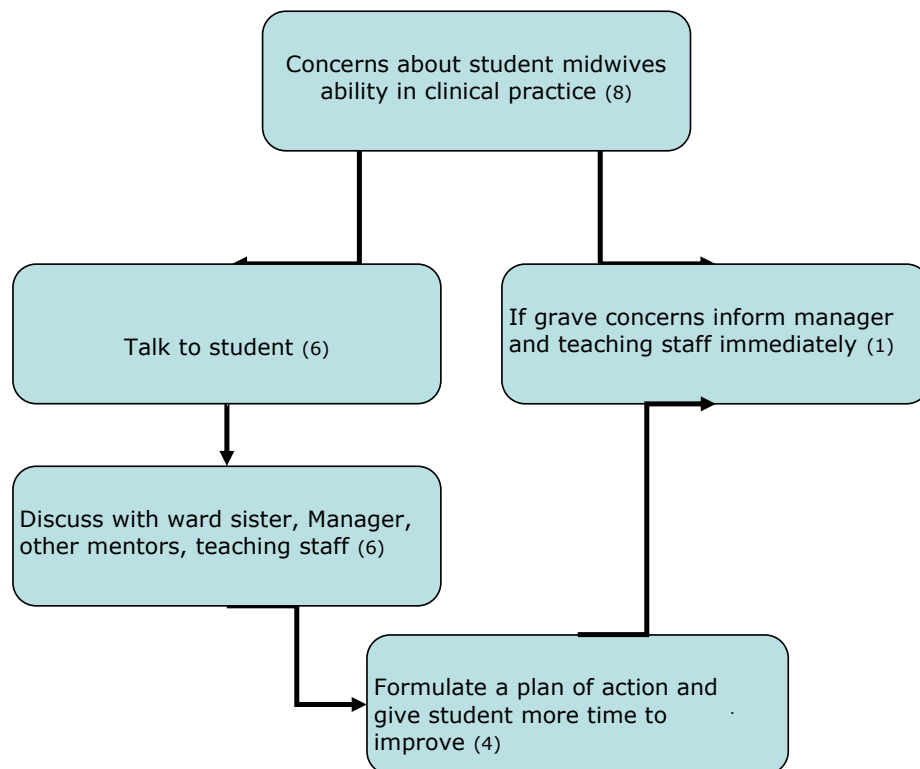 Concerns about student midwives
ability in clinical practice (8)
Talk to student (6)
If grave concerns inform manager
and teaching staff immediately (1)
Discuss with ward sister, Manager,
other mentors, teaching staff (6)
Formulate a plan of action and
give student more time to
improve (4)